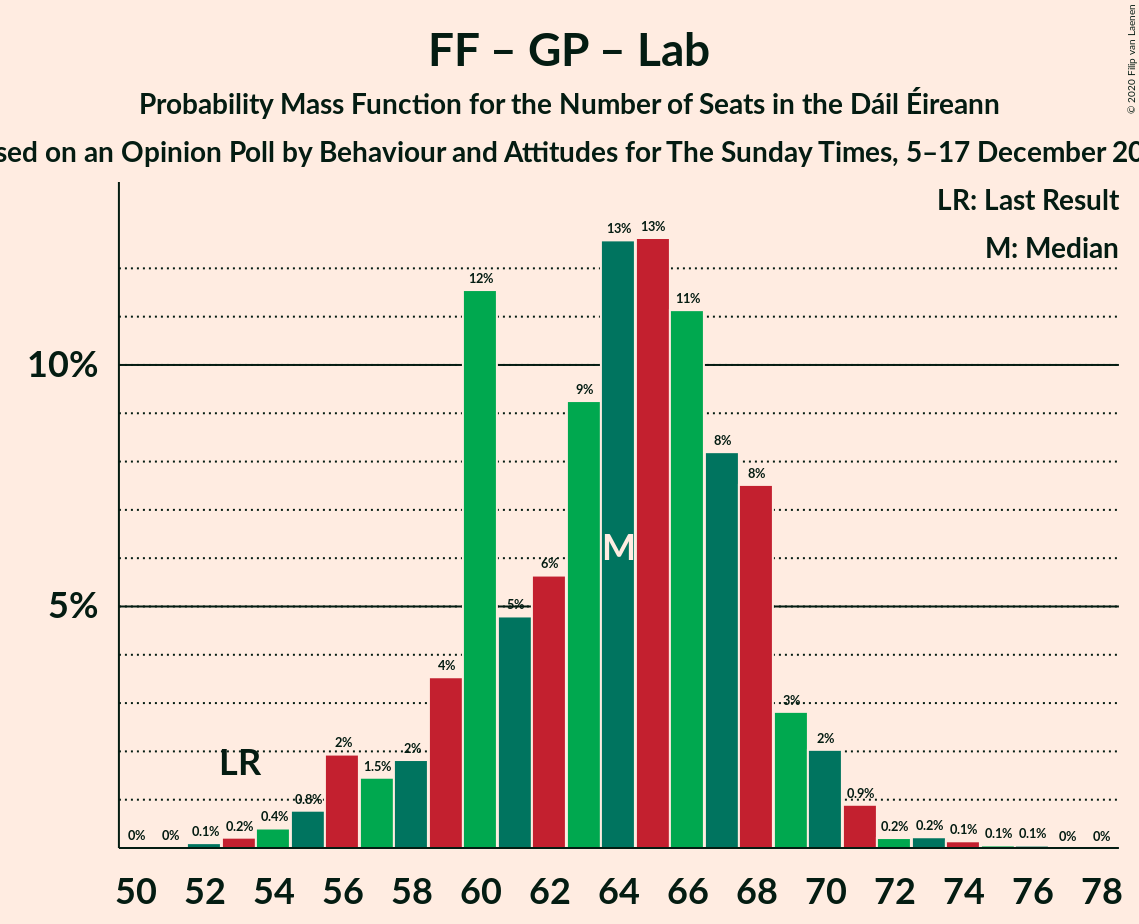 FF – GP – Lab
Probability Mass Function for the Number of Seats in the Dáil Éireann
on an Opinion Poll by Behaviour and Attitudes for The Sunday Times, 5–17 December
© 2020 Filip van Laenen
LR: Last Result
M: Median
10%
5%
0% 0% 0.1% 0.2% 0.4% 0.8% 2% 1.5% 2% 4% 12% 5% 6% 9% 13% 13% 11% 8% 8% 3% 2% 0.9% 0.2% 0.2% 0.1% 0.1% 0.1% 0% 0%
LR
M
50 52 54 56 58 60 62 64 66 68 70 72 74 76 78